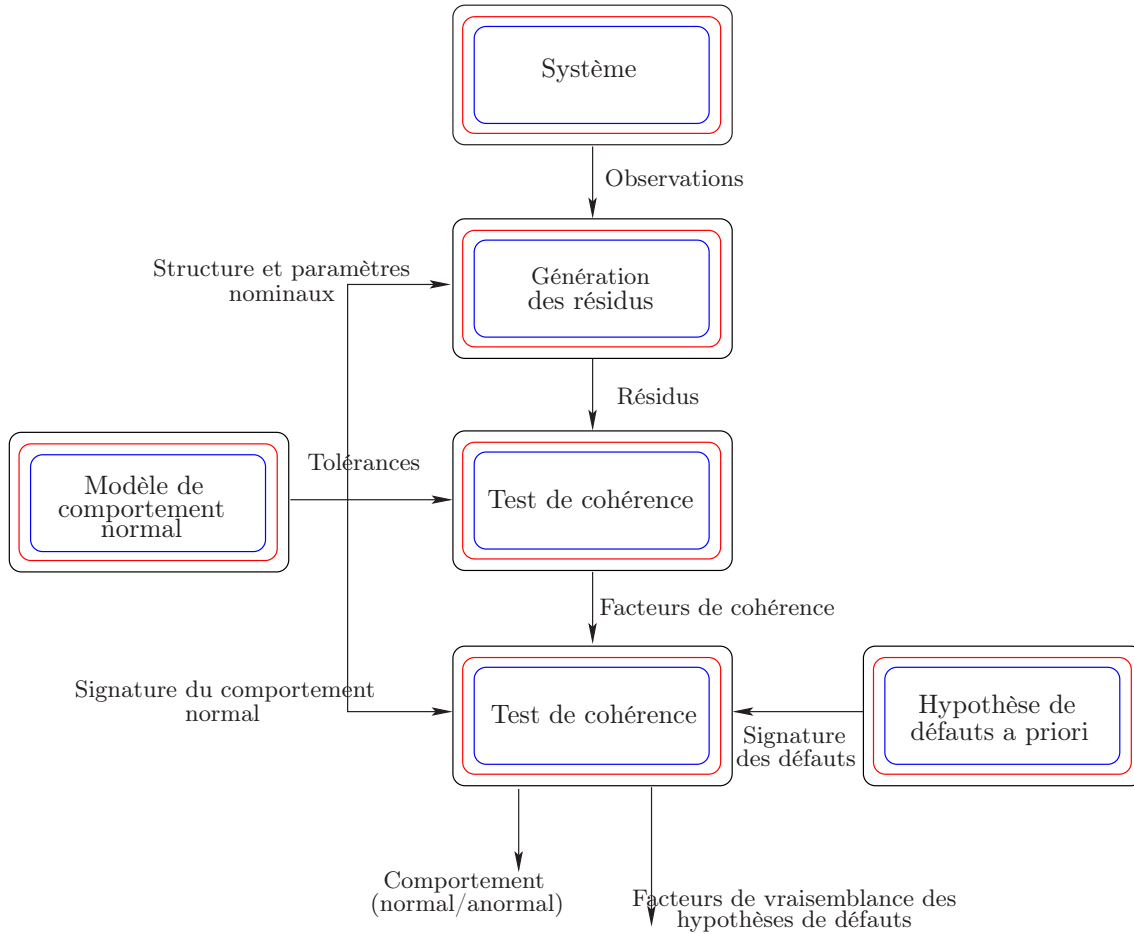 Système
Observations
Structure et paramètres
nominaux
Génération
des résidus
Résidus
Modèle de
comportement
normal
Tolérances
Test de cohérence
Facteurs de cohérence
Signature du comportement
normal
Test de cohérence
Signature
des défauts
Hypothèse de
défauts a priori
Comportement
(normal/anormal)
Facteurs de vraisemblance des
hypothèses de défauts